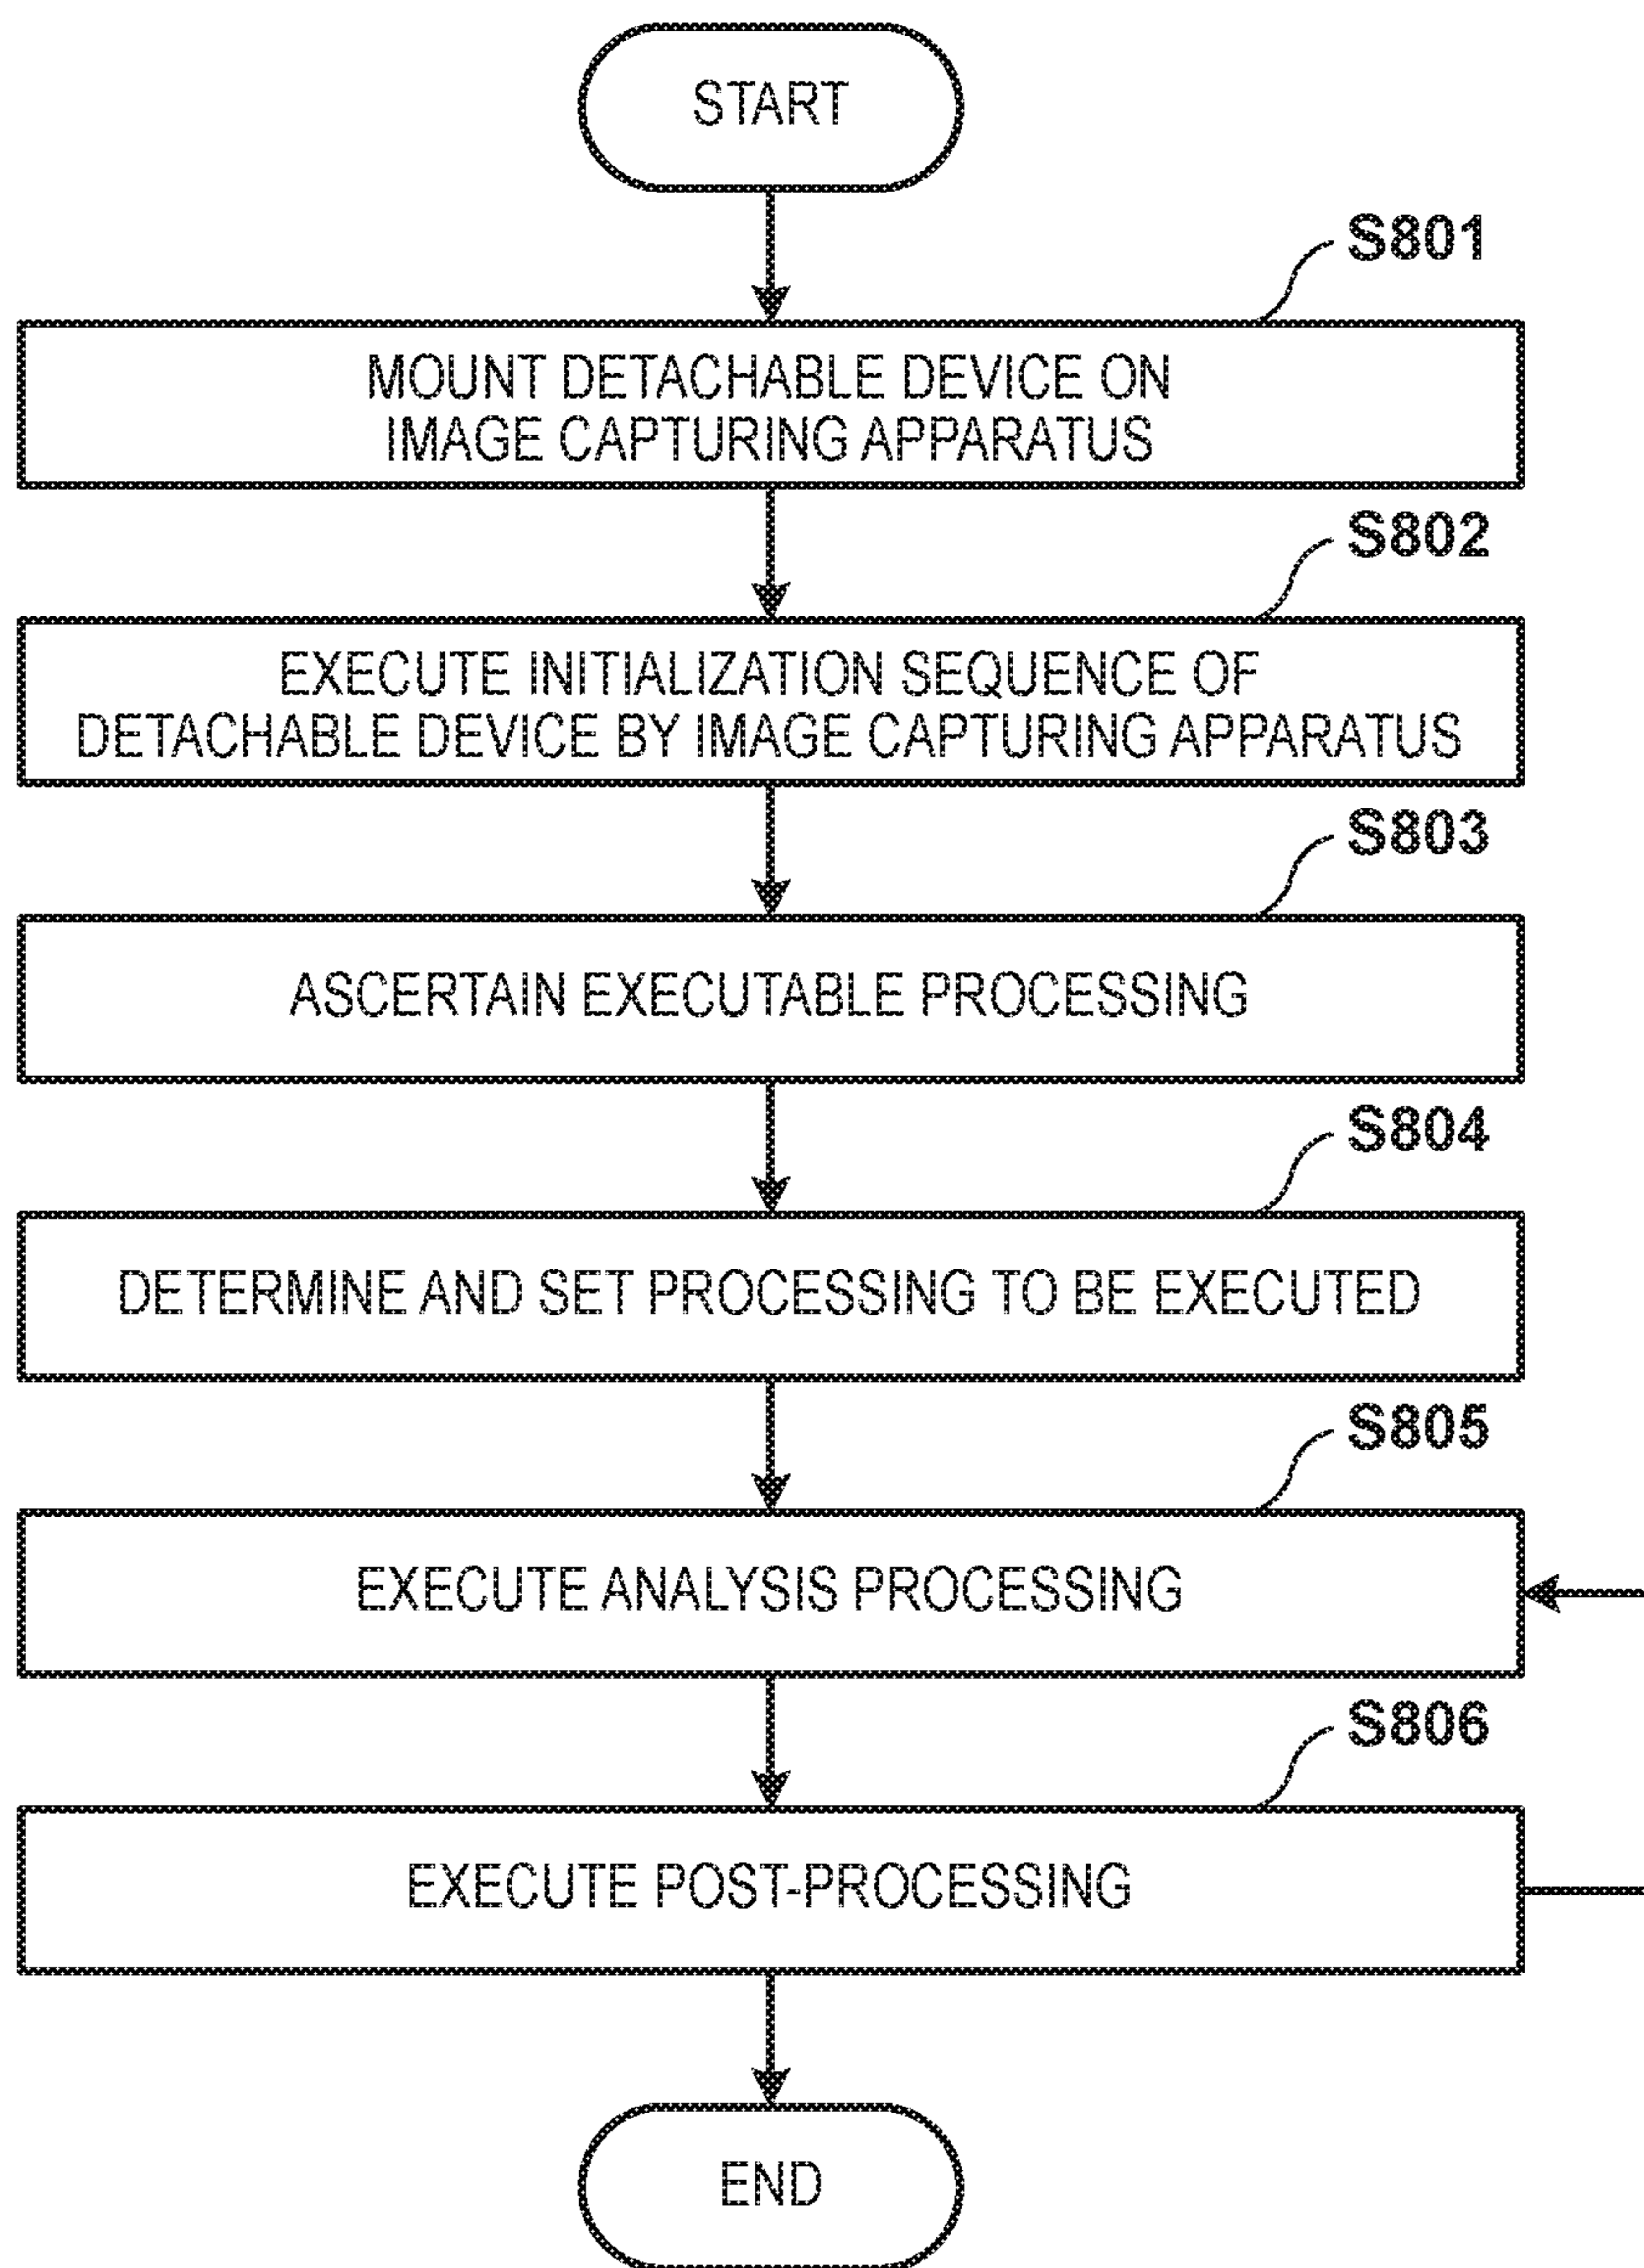 START
S801
MOUNT DETACHABLE DEVICE ON
IMAGE CAPTURING APPARATUS
S802
EXECUTE INITIALIZATION SEQUENCE OF
DETACHABLE DEVICE BY IMAGE CAPTURING APPARATUS
S803
ASCERTAIN EXECUTABLE PROCESSING
S804
DETERMINE AND SET PROCESSING TO BE EXECUTED
S805
EXECUTE ANALYSIS PROCESSING
S806
EXECUTE POST-PROCESSING
END